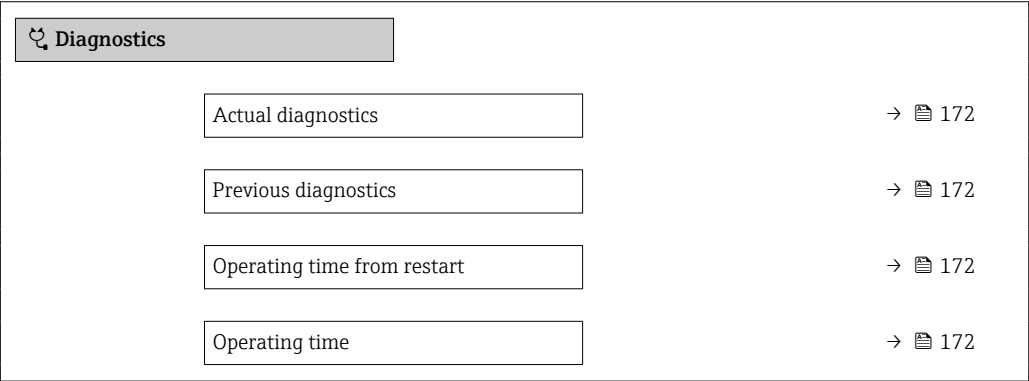 Diagnostics
Actual diagnostics → 172
Previous diagnostics → 172
Operating time from restart → 172
Operating time → 172